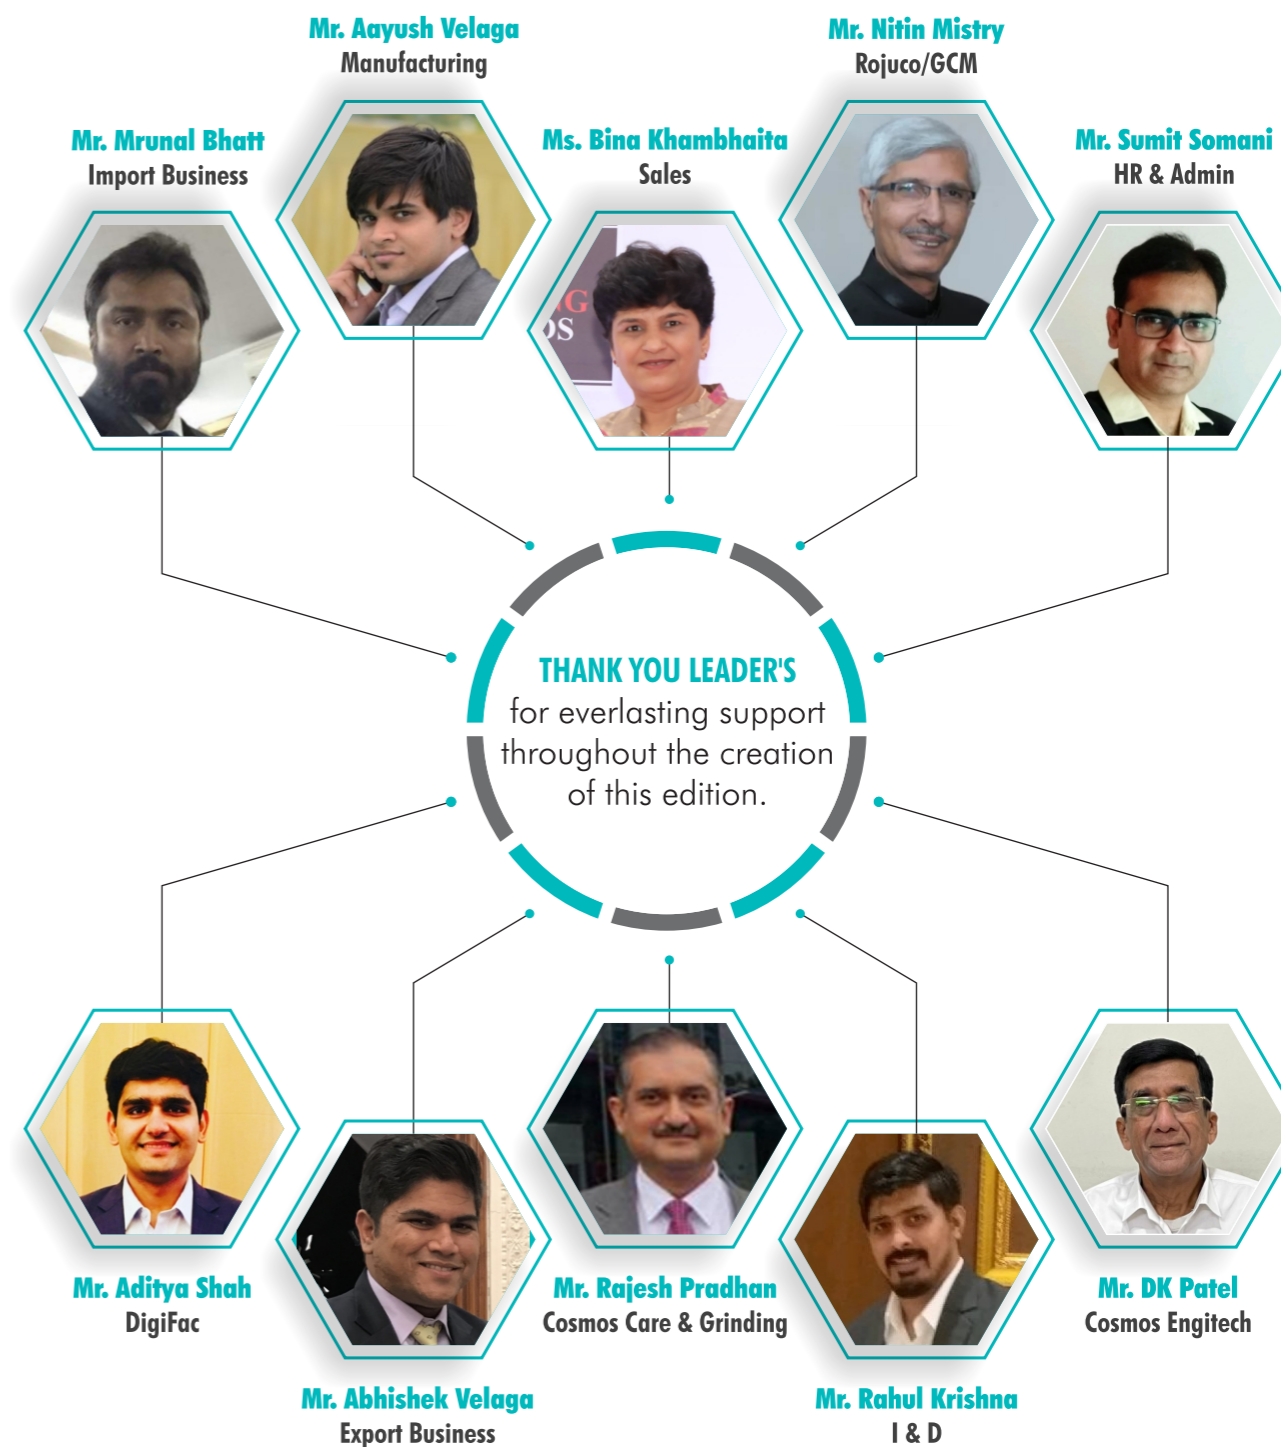 Mr. Aayush Velaga
Manufacturing
Mr. Nitin Mistry
Rojuco/GCM
Mr. Mrunal Bhatt
Import Business
Ms. Bina Khambhaita
Sales
Mr. Sumit Somani
HR & Admin
THANK YOU LEADER'S
for everlasting support
throughout the creation
of this edition.
Mr. Aditya Shah
DigiFac
Mr. Rajesh Pradhan
Cosmos Care & Grinding
Mr. DK Patel
Cosmos Engitech
Mr. Abhishek Velaga
Export Business
Mr. Rahul Krishna
I & D